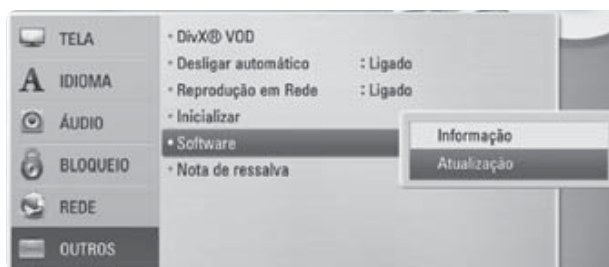 TELA
IDIOMA
ÁUDIO
BLOQUEIO
REDE
OUTROS
• DivX® VOD
• Desligar automático : Ligado
• Reprodução em Rede : Ligado
• Inicializar
• Software
• Nota de ressalva
Informação
Atualização